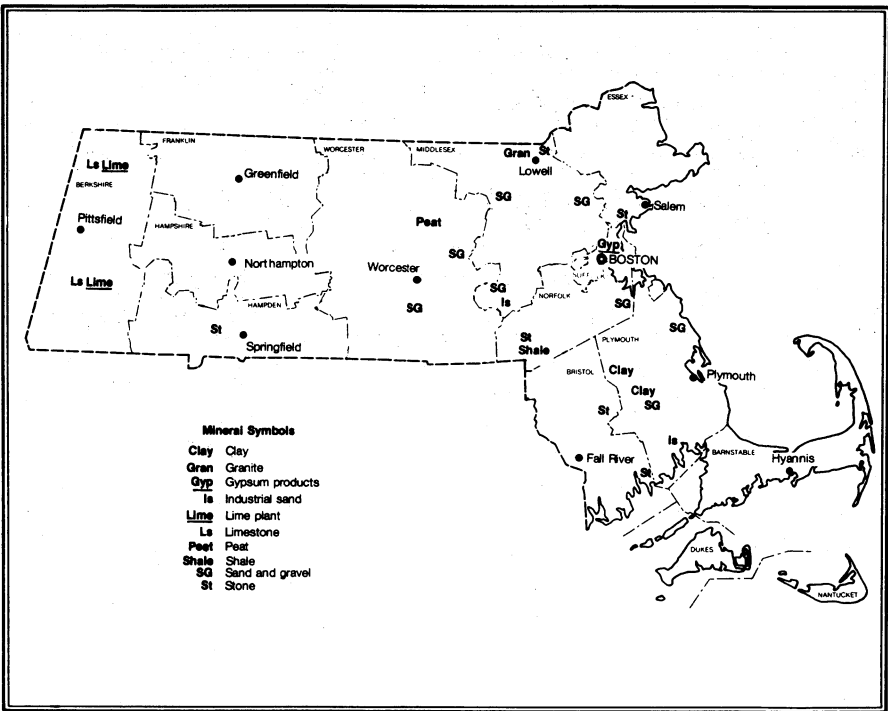 ESSEX
FRANKLIN
WORCESTER
MIDDLESEX
Gran St
Lowell
Ls Lime
Greenfield
BERKSHIRE
SG
SG
Salem
St
Peat
Pittsfield
HAMPSHIRE
Gyp
Northampton
SG
BOSTON
Worcester
Ls Lime
SG
Is
NORFOLK
SG
HAMPDEN
SG
St
SG
Springfield
St
Shale
PLYMOUTH
BRISTOL
Clay
Plymouth
Clay
SG
St
Is
BARNSTABLE
Fall River
Hyannis
St
DUKES
NANTUCKET
Mineral Symbols
Clay Clay
Gran Granite
Gyp Gypsum products
Is Industrial sand
Lime Lime plant
Ls Limestone
Peat Peat
Shale Shale
SG Sand and gravel
St Stone